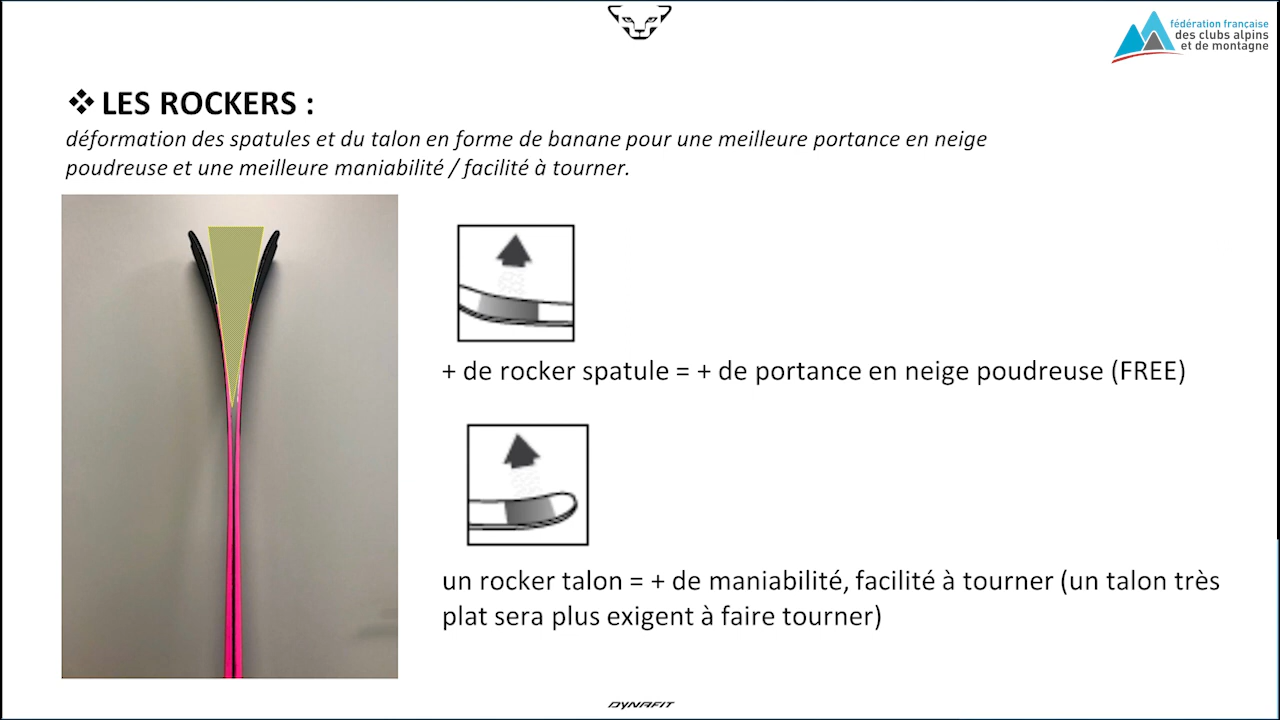 fédération française
des clubs alpins
et de montagne
❖ LES ROCKERS :
déformation des spatules et du talon en forme de banane pour une meilleure portance en neige
poudreuse et une meilleure maniabilité / facilité à tourner.
+ de rocker spatule = + de portance en neige poudreuse (FREE)
un rocker talon = + de maniabilité, facilité à tourner (un talon très
plat sera plus exigent à faire tourner)
DYNAFIT